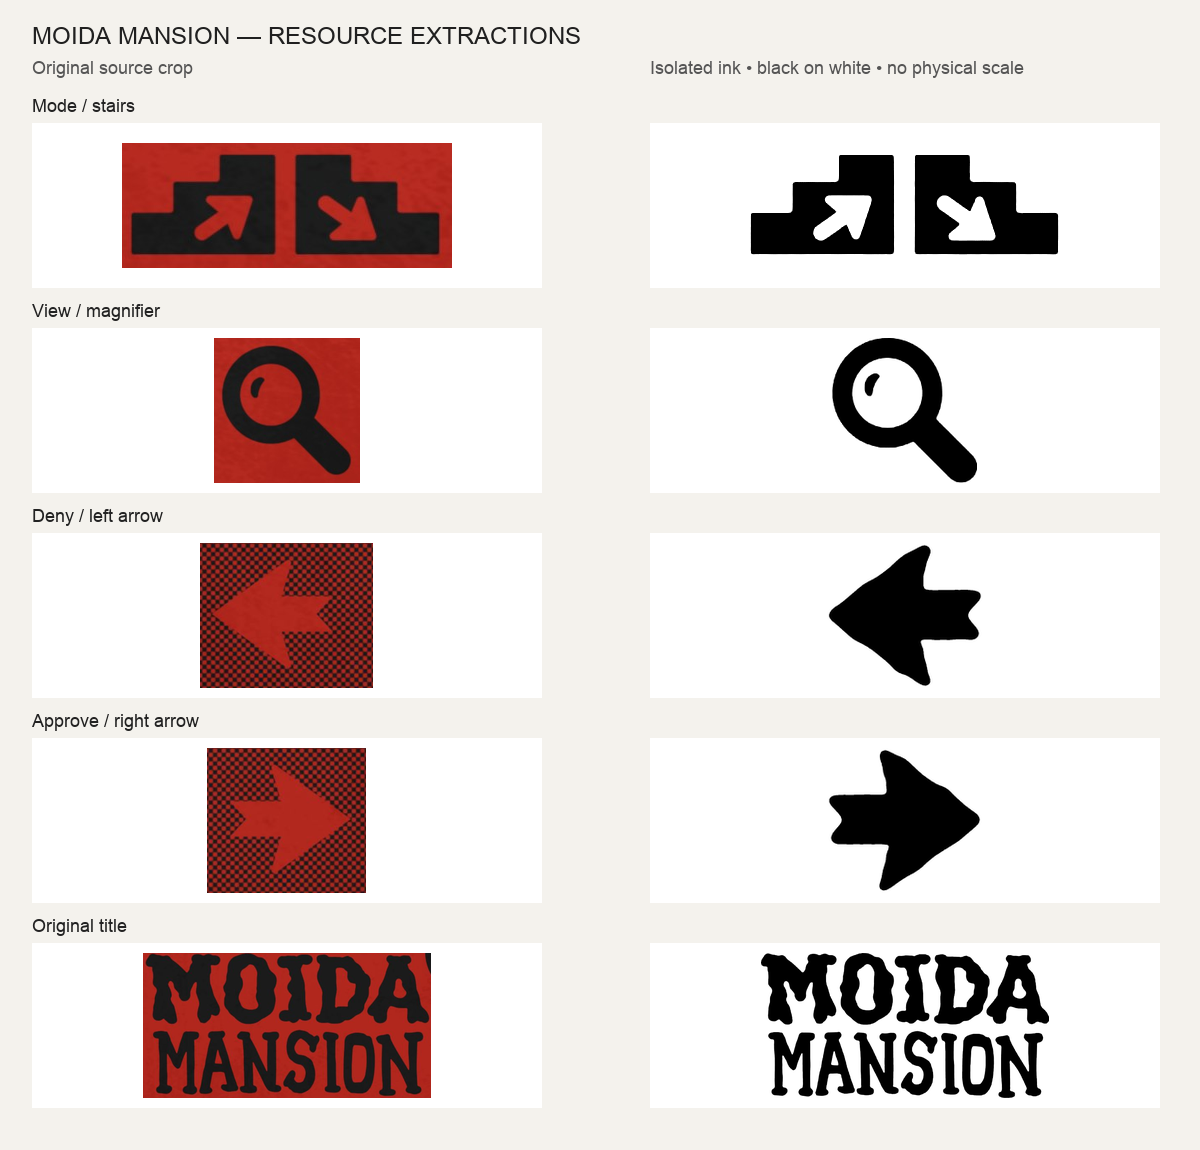 MOIDA MANSION — RESOURCE EXTRACTIONS
Original source crop
Isolated ink • black on white • no physical scale
Mode / stairs
View / magnifier
Deny / left arrow
Approve / right arrow
Original title
MOIDA
MANSION
MOIDA
MANSION